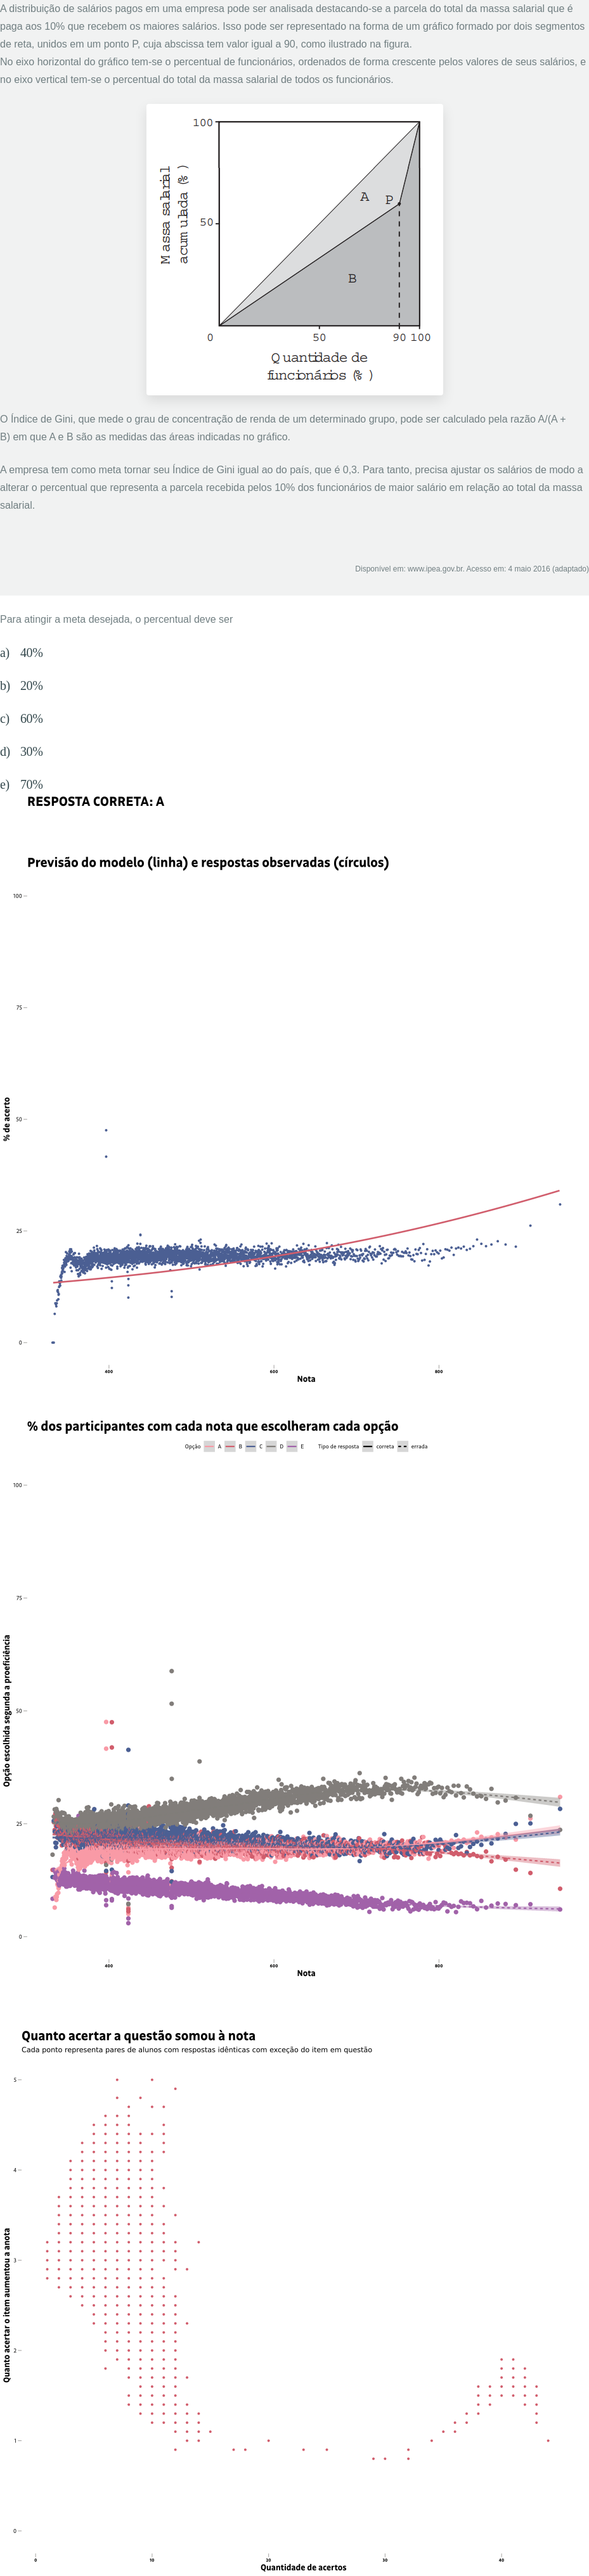 A distribuição de salários pagos em uma empresa pode ser analisada destacando-se a parcela do total da massa salarial que é
paga aos 10% que recebem os maiores salários. Isso pode ser representado na forma de um gráfico formado por dois segmentos
de reta, unidos em um ponto P, cuja abscissa tem valor igual a 90, como ilustrado na figura.
No eixo horizontal do gráfico tem-se o percentual de funcionários, ordenados de forma crescente pelos valores de seus salários, e
no eixo vertical tem-se o percentual do total da massa salarial de todos os funcionários.
100
Massa salarial
acumulada (%)
A
P
50
B
0
50
90 100
Quantidade de
funcionários (%)
O Índice de Gini, que mede o grau de concentração de renda de um determinado grupo, pode ser calculado pela razão A/(A +
B) em que A e B são as medidas das áreas indicadas no gráfico.
A empresa tem como meta tornar seu Índice de Gini igual ao do país, que é 0,3. Para tanto, precisa ajustar os salários de modo a
alterar o percentual que representa a parcela recebida pelos 10% dos funcionários de maior salário em relação ao total da massa
salarial.
Disponível em: www.ipea.gov.br. Acesso em: 4 maio 2016 (adaptado)
Para atingir a meta desejada, o percentual deve ser
a) 40%
b) 20%
c) 60%
d) 30%
e) 70%
RESPOSTA CORRETA: A
Previsão do modelo (linha) e respostas observadas (círculos)
100
75
% de acerto
50
25
0
400 600 800
Nota
% dos participantes com cada nota que escolheram cada opção
Opção A B C D E Tipo de resposta correta errada
100
75
Opção escolhida segunda a proeficiência
50
25
0
400 600 800
Nota
Quanto acertar a questão somou à nota
Cada ponto representa pares de alunos com respostas idênticas com exceção do item em questão
5
4
Quanto acertar o item aumentou a anota
3
2
1
0
0 10 20 30 40
Quantidade de acertos